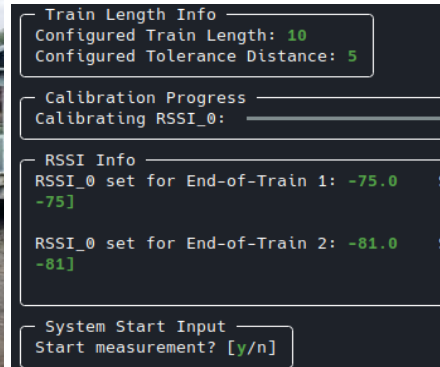 Train Length Info
Configured Train Length: 10
Configured Tolerance Distance: 5
Calibration Progress
Calibrating RSSI_0:
RSSI Info
RSSI_0 set for End-of-Train 1: -75.0
-75]
RSSI_0 set for End-of-Train 2: -81.0
-81]
System Start Input
Start measurement? [y/n]